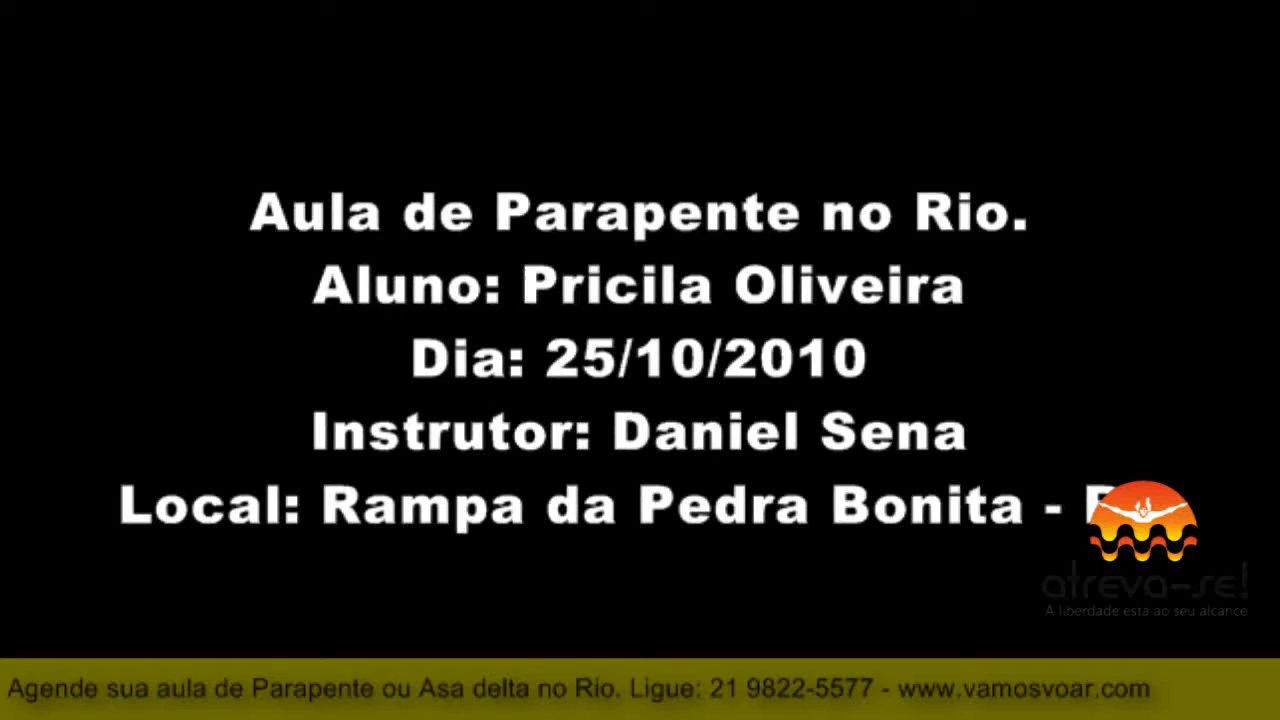 Aula de Parapente no Rio.
Aluno: Pricila Oliveira
Dia: 25/10/2010
Instrutor: Daniel Sena
Local: Rampa da Pedra Bonita -
atreva-se!
A liberdade esta ao seu alcance
Agende sua aula de Parapente ou Asa delta no Rio. Ligue: 21 9822-5577 - www.vamosvoar.com